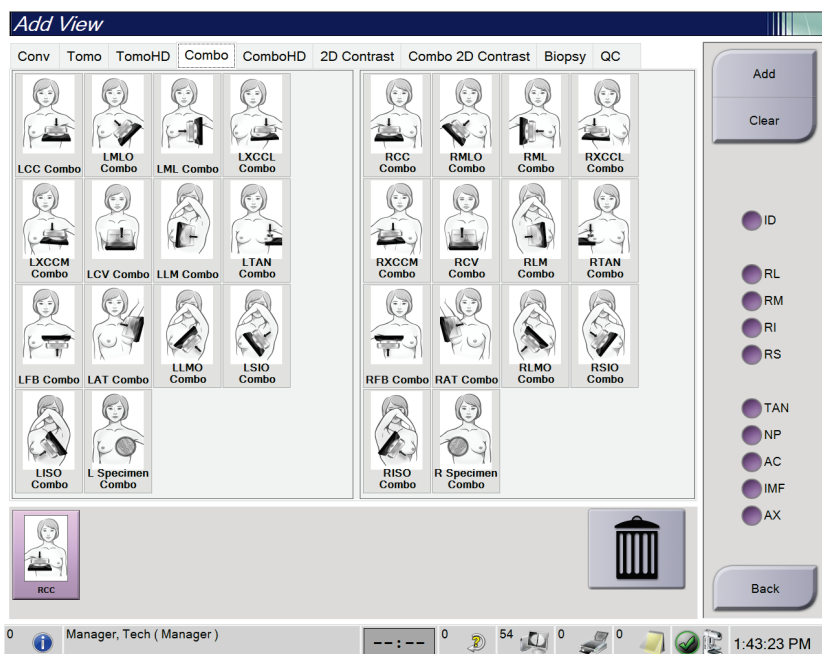 Add View
Conv Tomo TomoHD Combo ComboHD 2D Contrast Combo 2D Contrast Biopsy QC
LCC Combo
LMLO
Combo
LML Combo
LXCCL
Combo
RCC
Combo
RMLO
Combo
RML
Combo
RXCCL
Combo
LXCCM
Combo
LCV Combo
LLM Combo
LTAN
Combo
RXCCM
Combo
RCV
Combo
RLM
Combo
RTAN
Combo
LFB Combo
LAT Combo
LLMO
Combo
LSIO
Combo
RFB Combo
RAT Combo
RLMO
Combo
RSIO
Combo
LISO
Combo
L Specimen
Combo
RISO
Combo
R Specimen
Combo
RCC
Add
Clear
ID
RL
RM
RI
RS
TAN
NP
AC
IMF
AX
Back
0 Manager, Tech ( Manager ) --:-- 0 54 0 0 1:43:23 PM